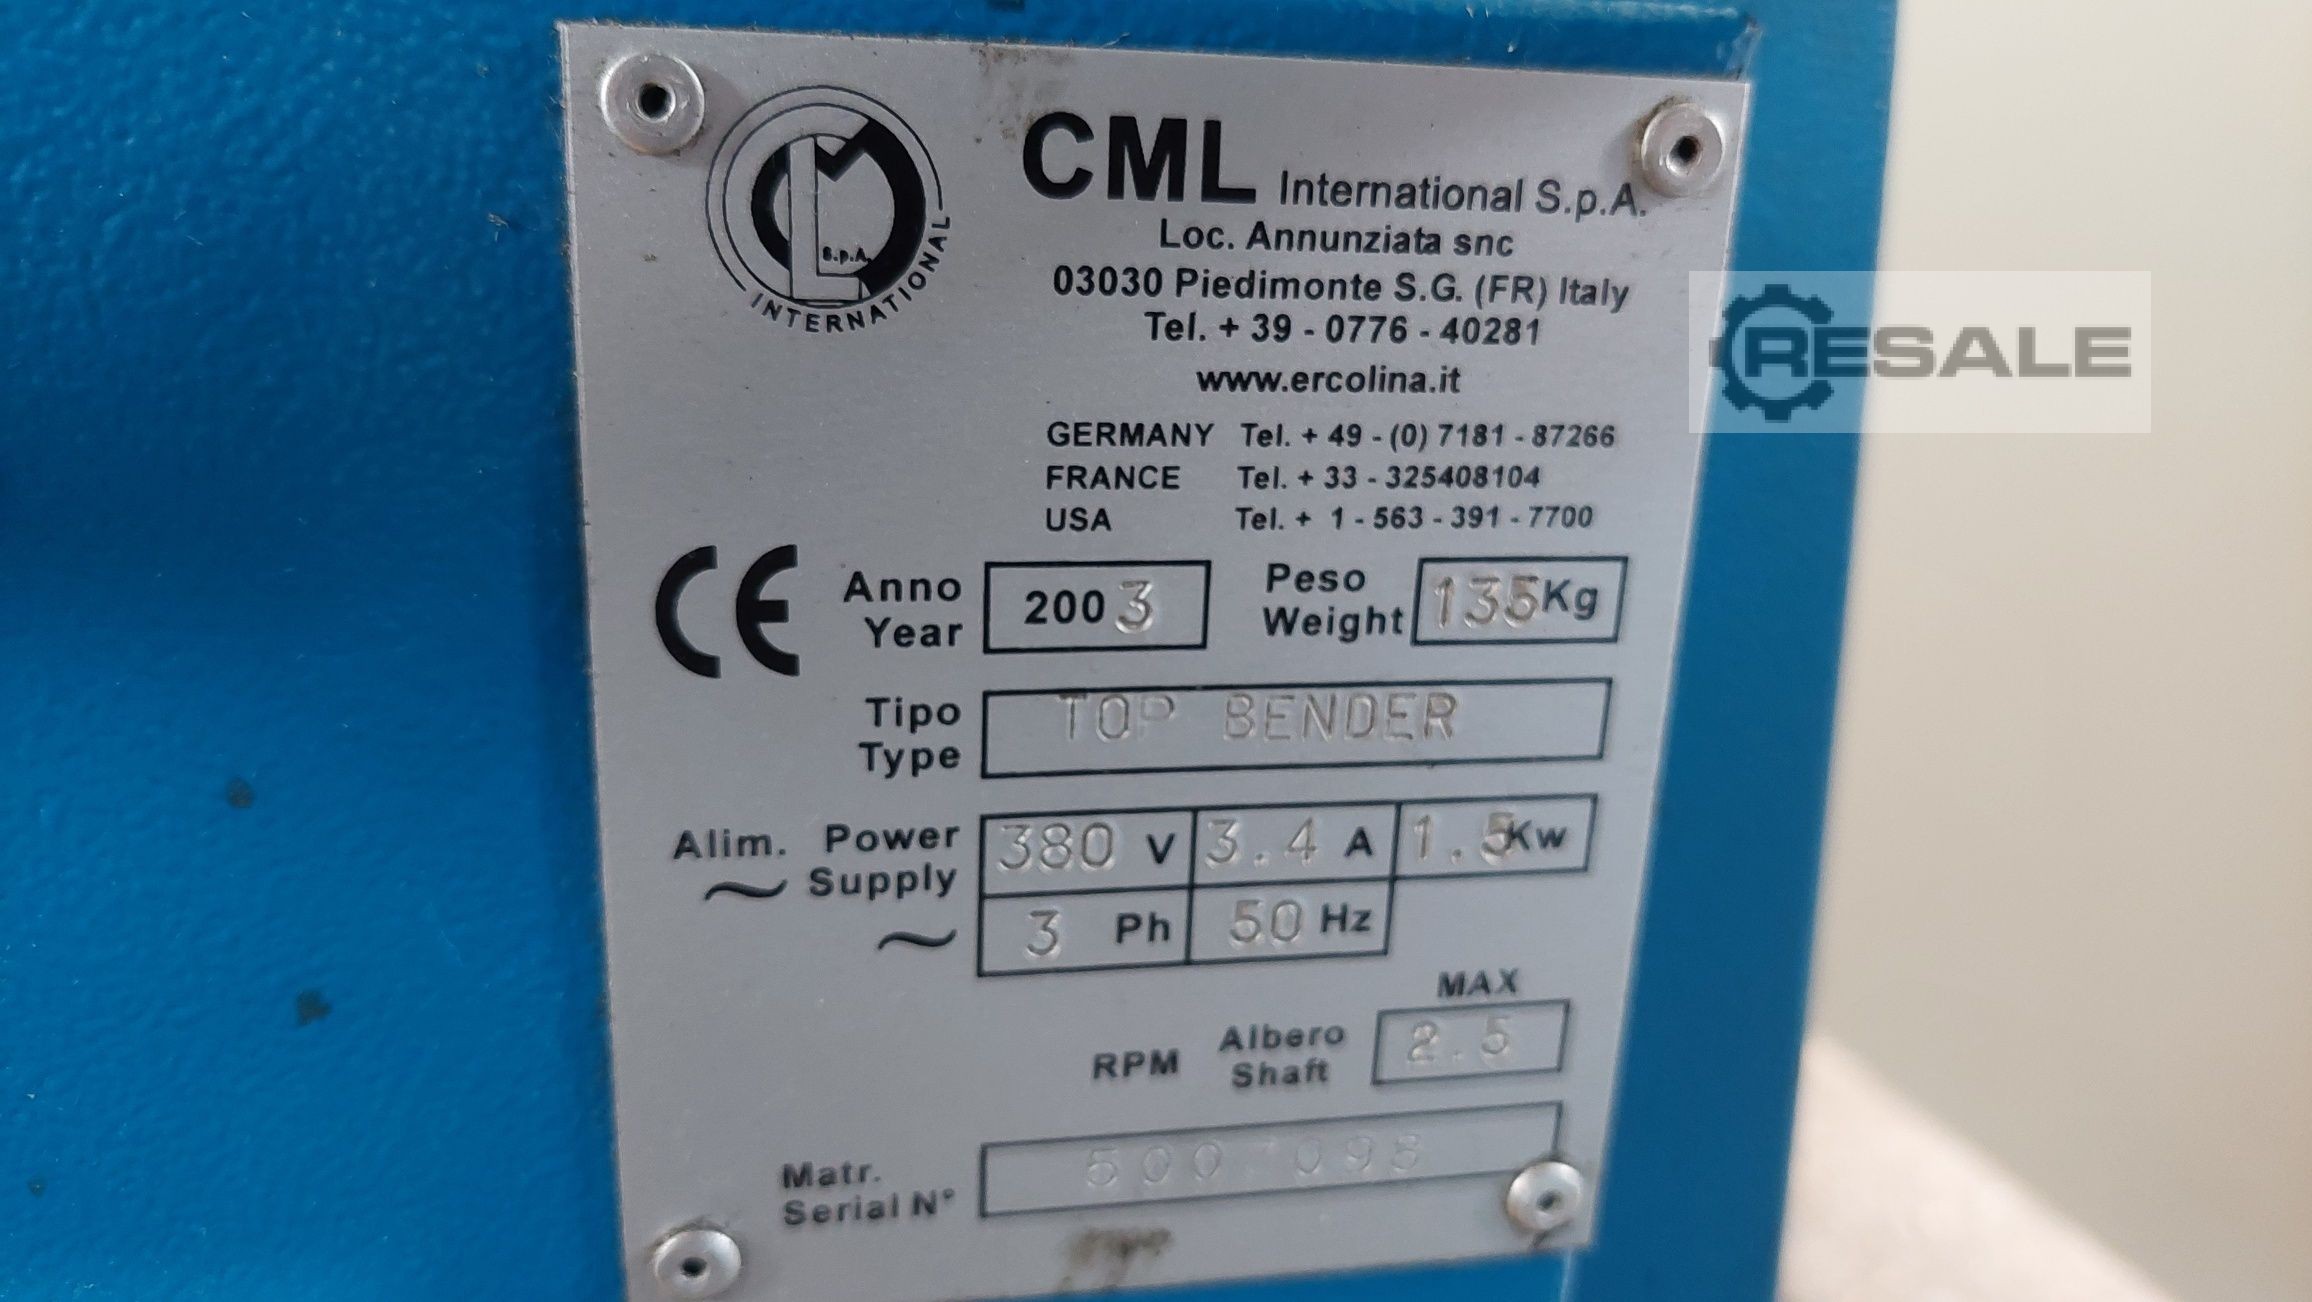 CML International S.p.A.
S.p.A.
INTERNATIONAL
Loc. Annunziata snc
03030 Piedimonte S.G. (FR) Italy
Tel. + 39 - 0776 - 40281
www.ercolina.it
RESALE
GERMANY Tel. + 49 - (0) 7181 - 87266
FRANCE Tel. + 33 - 325408104
USA Tel. + 1 - 563 - 391 - 7700
CE
Anno 2003 Peso 135 Kg
Year Weight
Tipo TOP BENDER
Type
Alim. Power 380 V 3.4 A 1.5 Kw
~ Supply
~ 3 Ph 50 Hz
MAX
RPM Albero 2.5
Shaft
Matr.
Serial N°